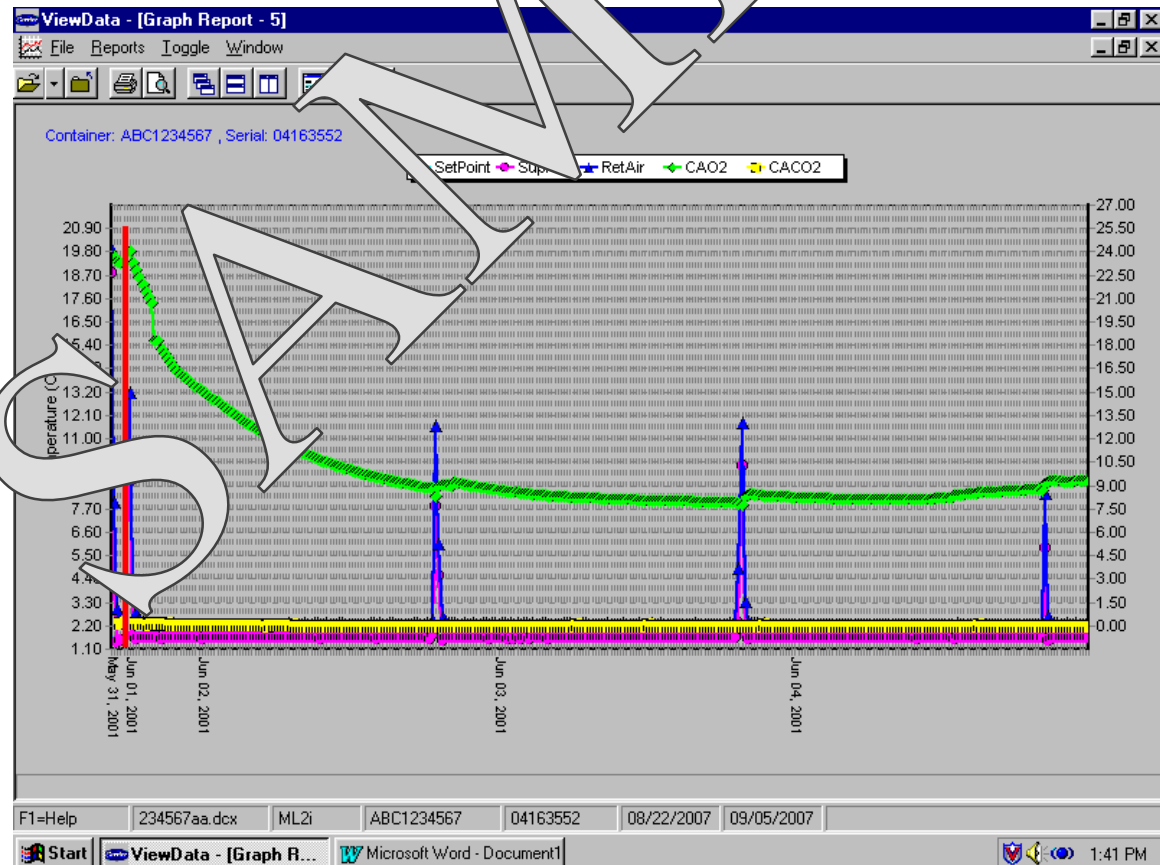 ViewData - [Graph Report - 5]
File Reports Toggle Window
Container: ABC1234567 , Serial: 04163552
SetPoint RetAir CAO2 CACO2
20.90
19.80
18.70
17.60
16.50
13.20
12.10
11.00
7.70
6.60
5.50
3.30
2.20
1.10
27.00
25.50
24.00
22.50
21.00
19.50
18.00
16.50
15.00
13.50
12.00
10.50
9.00
7.50
6.00
4.50
3.00
1.50
0.00
May 31, 2001
Jun 01, 2001
Jun 02, 2001
Jun 03, 2001
Jun 04, 2001
SAM
F1=Help 234567aa.dcx ML2i ABC1234567 04163552 08/22/2007 09/05/2007
Start ViewData - [Graph R... Microsoft Word - Document1 1:41 PM